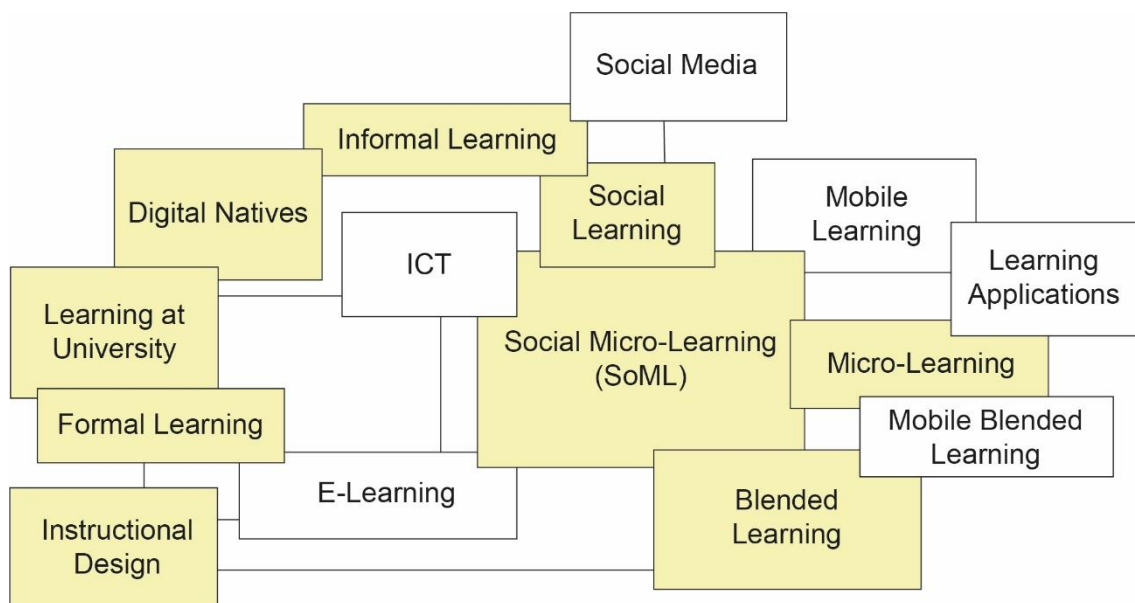 Social Media
Informal Learning
Digital Natives
Social
Learning
Mobile
Learning
ICT
Learning
Applications
Learning at
University
Social Micro-Learning
(SoML)
Micro-Learning
Formal Learning
Mobile Blended
Learning
E-Learning
Blended
Learning
Instructional
Design